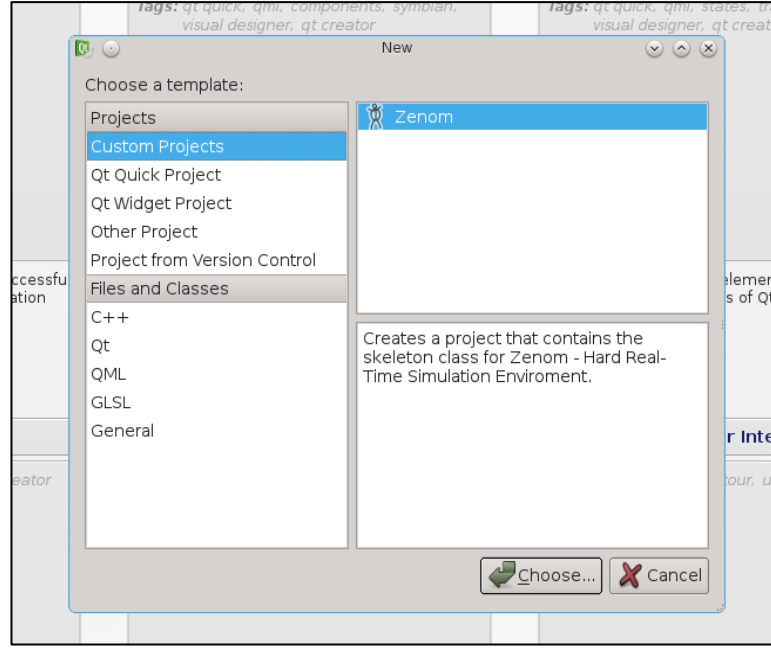 Tags: qt quick, qml, components, symbian,
visual designer, qt creator
Tags: qt quick, qml, states,
visual designer, qt creat
New
Choose a template:
Projects
Custom Projects
Qt Quick Project
Qt Widget Project
Other Project
Project from Version Control
Files and Classes
C++
Qt
QML
GLSL
General
Zenom
Creates a project that contains the
skeleton class for Zenom - Hard Real-
Time Simulation Enviroment.
Choose...
Cancel
ccessfu
ation
elemen
s of Qt
r Inte
eator
tour, u